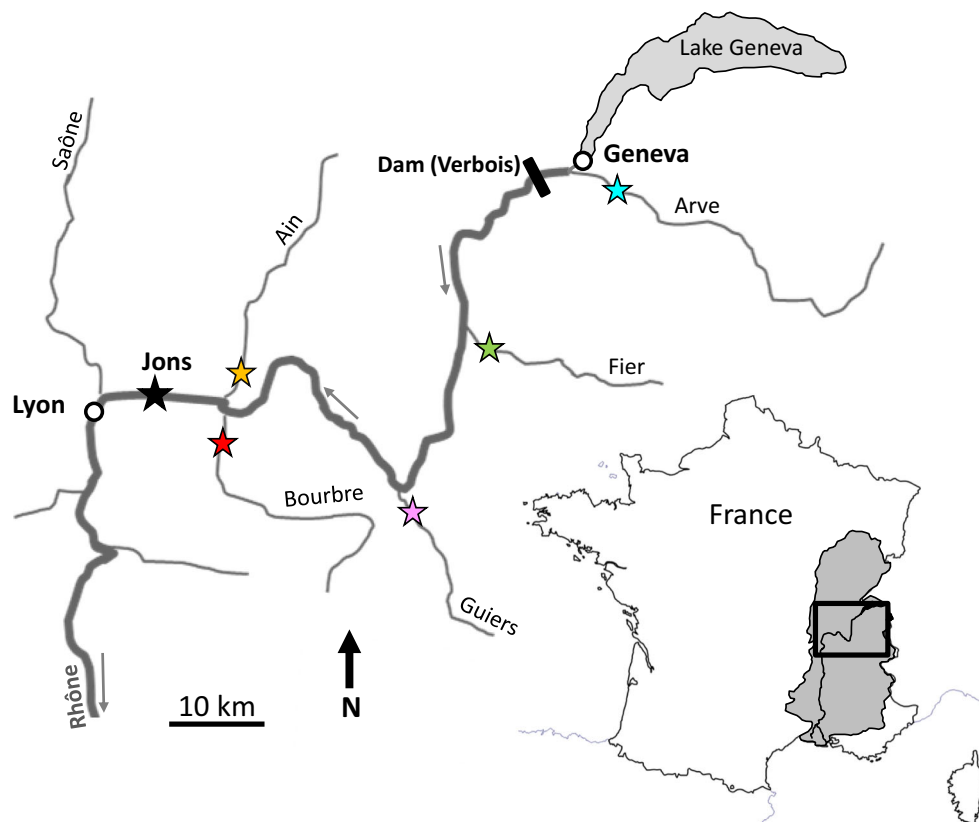 Lake Geneva
Saône
Dam (Verbois)
Geneva
Arve
Ain
Jons
Fier
Lyon
Bourbre
France
Guiers
Rhône
10 km
N